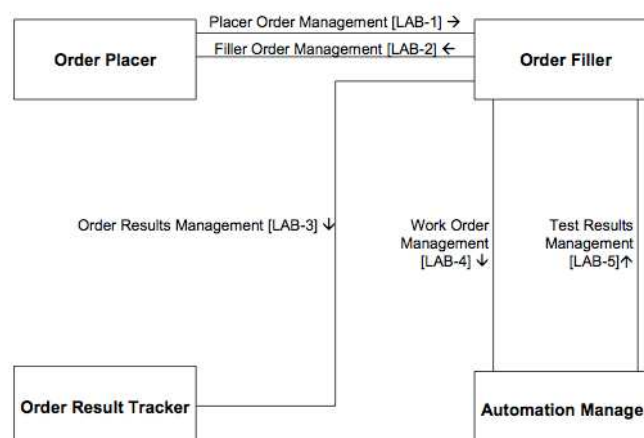 Placer Order Management [LAB-1] →
Filler Order Management [LAB-2] ←
Order Placer
Order Filler
Order Results Management [LAB-3] ↓
Work Order
Management
[LAB-4] ↓
Test Results
Management
[LAB-5]↑
Order Result Tracker
Automation Manage